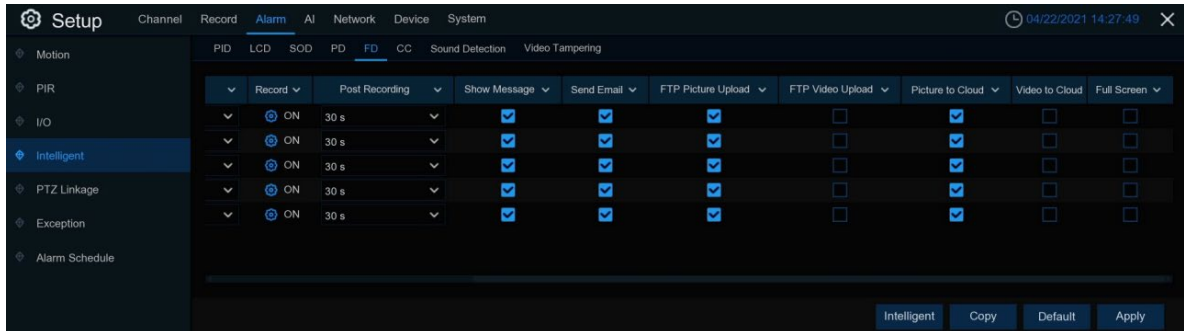 Setup Channel Record Alarm AI Network Device System 04/22/2021 14:27:49
PID LCD SOD PD FD CC Sound Detection Video Tampering
Motion
PIR
I/O
Intelligent
PTZ Linkage
Exception
Alarm Schedule
Record Post Recording Show Message Send Email FTP Picture Upload FTP Video Upload Picture to Cloud Video to Cloud Full Screen
ON 30 s
ON 30 s
ON 30 s
ON 30 s
ON 30 s
Intelligent Copy Default Apply